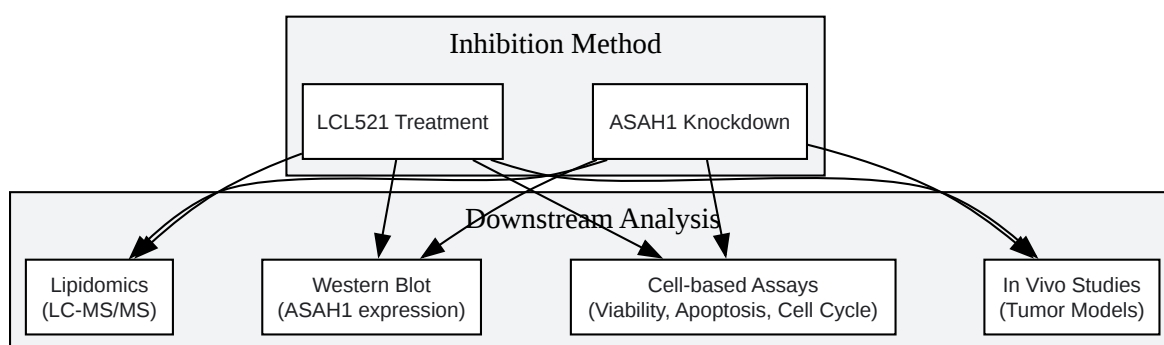 Inhibition Method
LCL521 Treatment
ASAH1 Knockdown
Downstream Analysis
Lipidomics
(LC-MS/MS)
Western Blot
(ASAH1 expression)
Cell-based Assays
(Viability, Apoptosis, Cell Cycle)
In Vivo Studies
(Tumor Models)